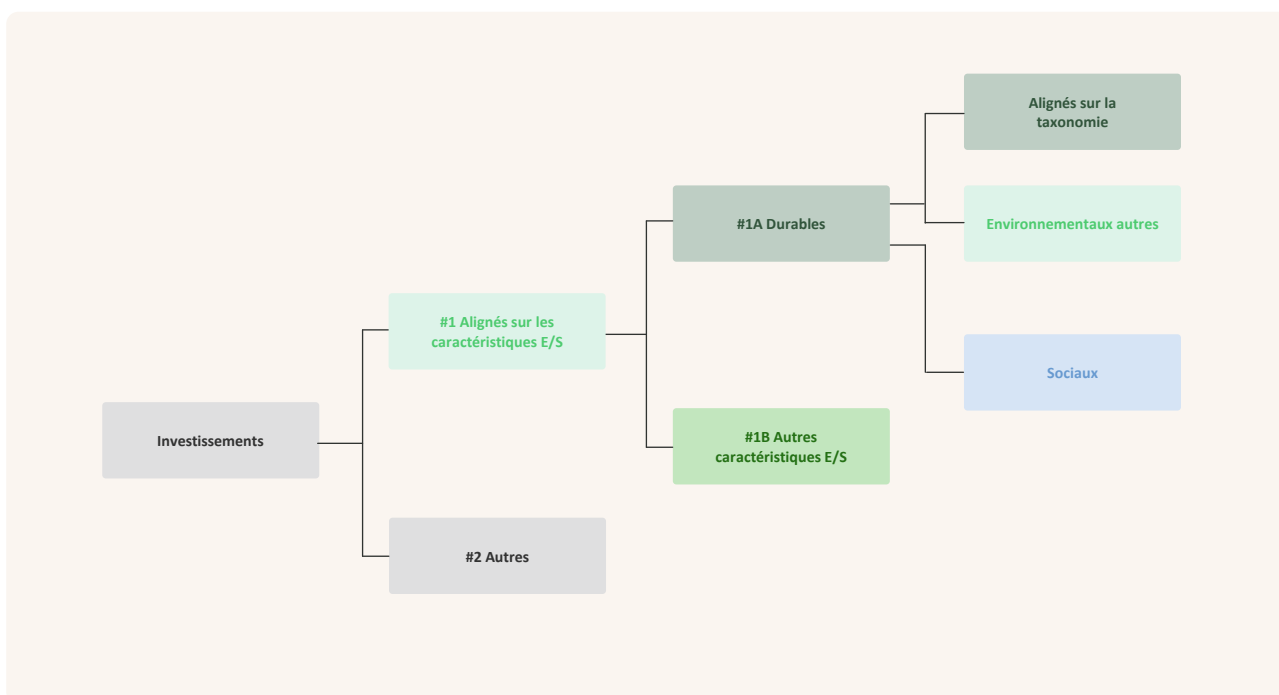 Alignés sur la
taxonomie
#1A Durables
Environnementaux autres
#1 Alignés sur les
caractéristiques E/S
Sociaux
Investissements
#1B Autres
caractéristiques E/S
#2 Autres